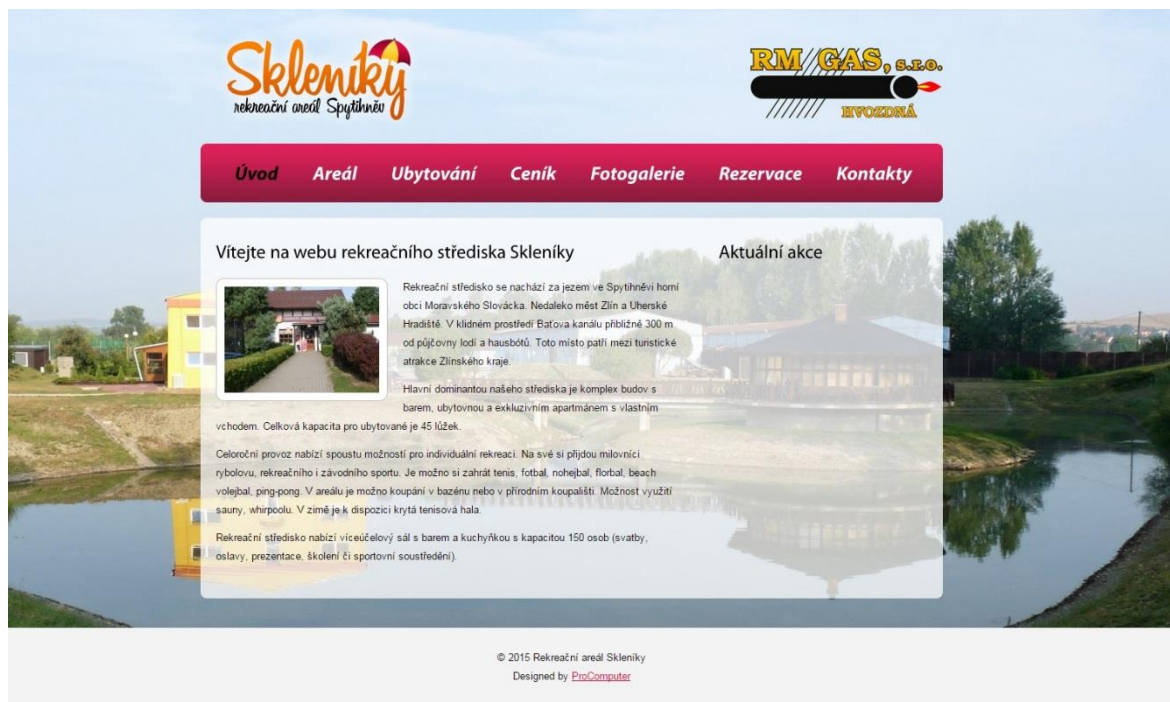 Skleníky
rekreační areál Spytihněv
RM GAS, s.r.o.
HVOZDNÁ
Úvod Areál Ubytování Ceník Fotogalerie Rezervace Kontakty
Vítejte na webu rekreačního střediska Skleníky
Rekreační středisko se nachází za jezem ve Spytihněvi horní
obci Moravského Slovácka. Nedaleko měst Zlín a Uherské
Hradiště. V klidném prostředí Baťova kanálu přibližně 300 m
od půjčovny lodí a hausbótů. Toto místo patří mezi turistické
atrakce Zlínského kraje.
Hlavní dominantou našeho střediska je komplex budov s
barem, ubytovnou a exkluzivním apartmánem s vlastním
vchodem. Celková kapacita pro ubytované je 45 lůžek.
Celoroční provoz nabízí spoustu možností pro individuální rekreaci. Na své si přijdou milovníci
rybolovu, rekreačního i závodního sportu. Je možno si zahrát tenis, fotbal, nohejbal, florbal, beach
volejbal, ping-pong. V areálu je možno koupání v bazénu nebo v přírodním koupališti. Možnost využití
sauny, whirpoolu. V zimě je k dispozici krytá tenisová hala.
Rekreační středisko nabízí víceúčelový sál s barem a kuchyňkou s kapacitou 150 osob (svatby,
oslavy, prezentace, školení či sportovní soustředění).
Aktuální akce
© 2015 Rekreační areál Skleníky
Designed by ProComputer